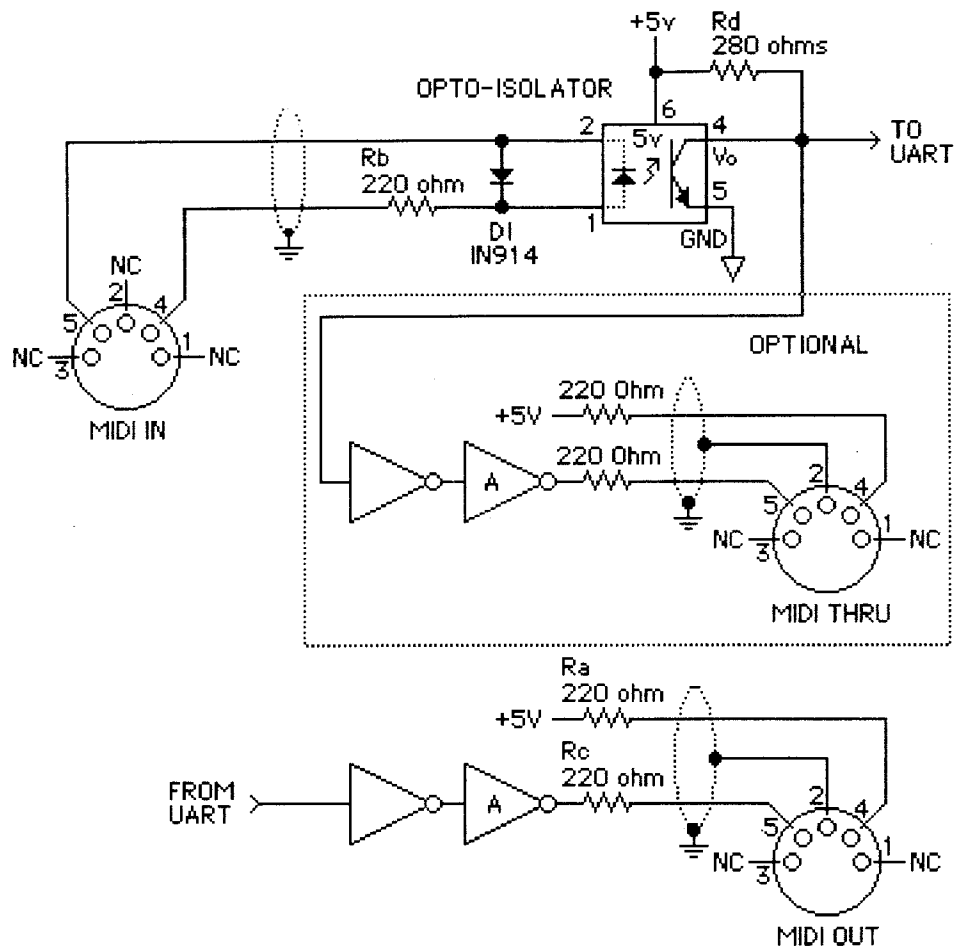 +5v
Rd
280 ohms
OPTO-ISOLATOR
6
2
5v
4
Vo
TO
UART
Rb
220 ohm
1
5
GND
D1
IN914
NC
2
5
4
NC
3
1
NC
MIDI IN
OPTIONAL
220 Ohm
+5V
220 Ohm
A
2
5
4
NC
3
1
NC
MIDI THRU
Ra
220 ohm
+5V
Rc
220 ohm
FROM
UART
A
2
5
4
NC
3
1
NC
MIDI OUT